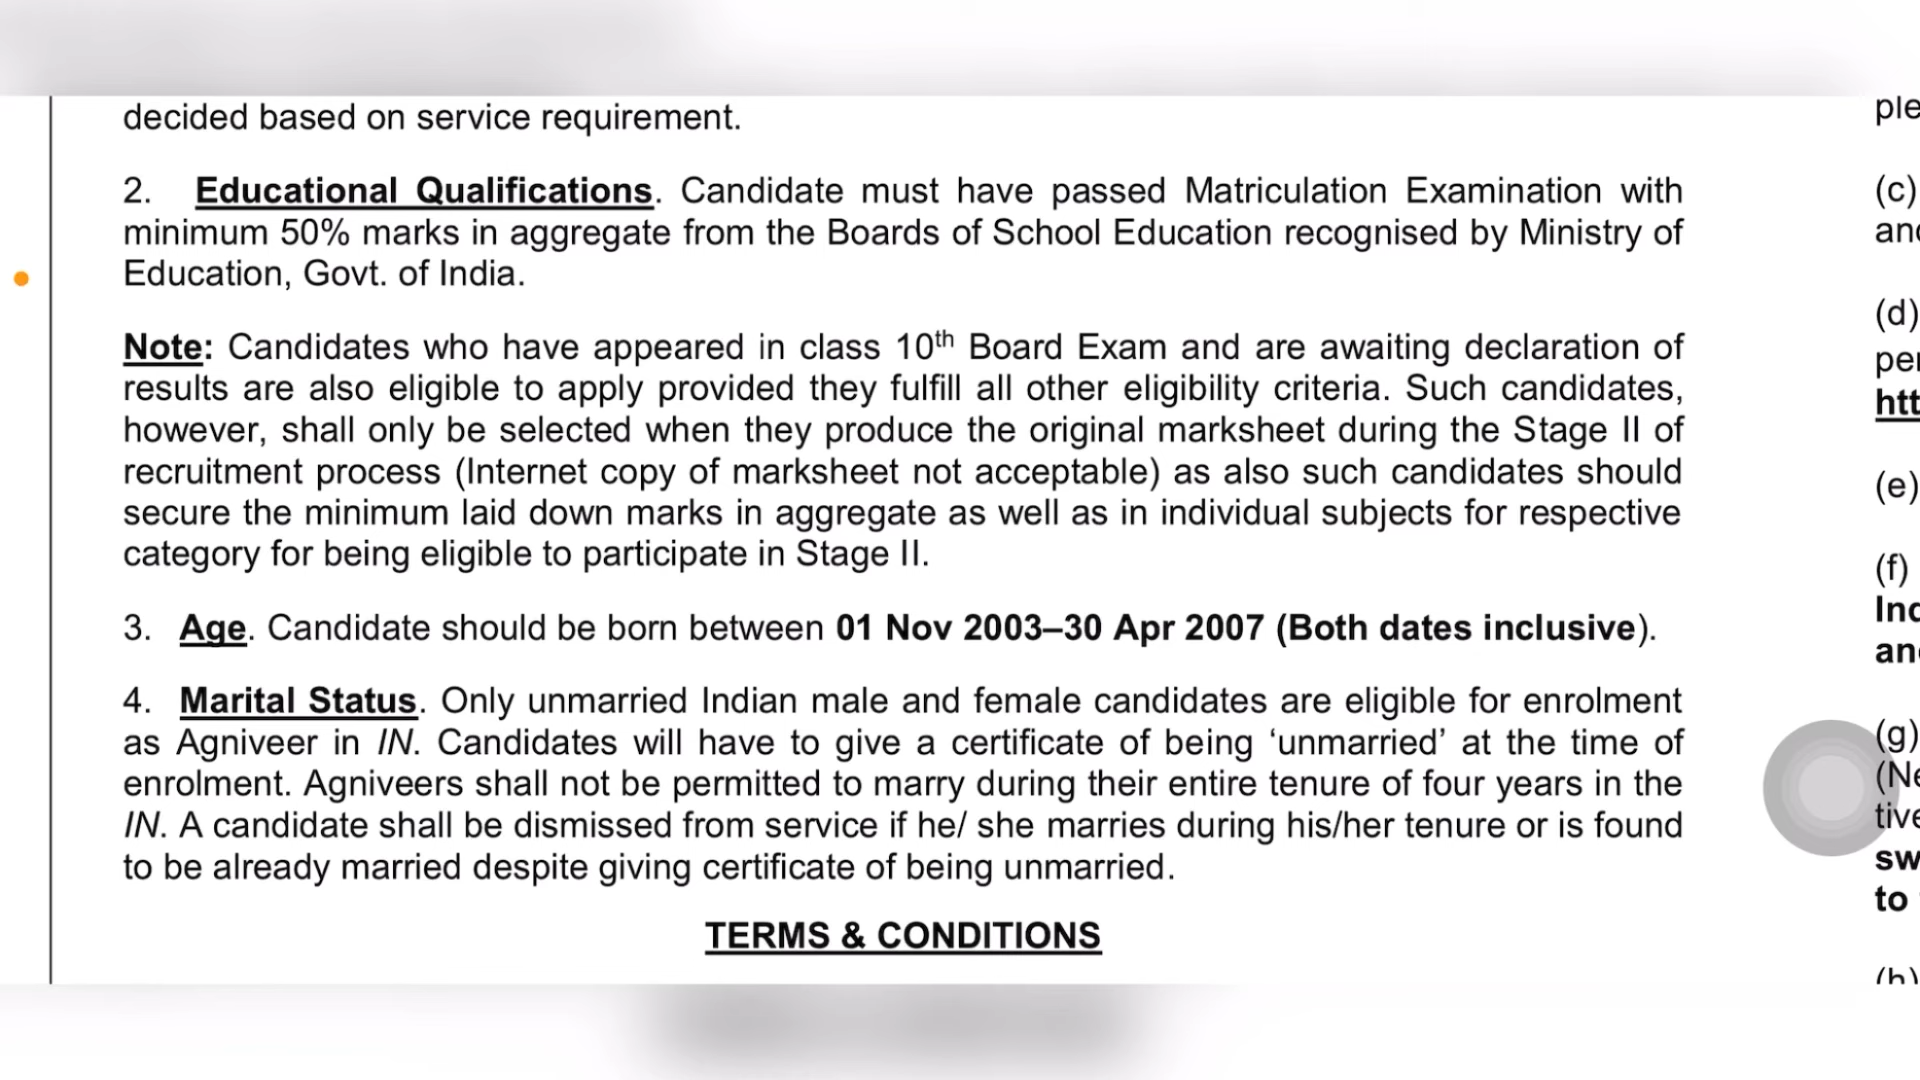 decided based on service requirement.
2. Educational Qualifications. Candidate must have passed Matriculation Examination with
minimum 50% marks in aggregate from the Boards of School Education recognised by Ministry of
Education, Govt. of India.
Note: Candidates who have appeared in class 10th Board Exam and are awaiting declaration of
results are also eligible to apply provided they fulfill all other eligibility criteria. Such candidates,
however, shall only be selected when they produce the original marksheet during the Stage II of
recruitment process (Internet copy of marksheet not acceptable) as also such candidates should
secure the minimum laid down marks in aggregate as well as in individual subjects for respective
category for being eligible to participate in Stage II.
3. Age. Candidate should be born between 01 Nov 2003–30 Apr 2007 (Both dates inclusive).
4. Marital Status. Only unmarried Indian male and female candidates are eligible for enrolment
as Agniveer in IN. Candidates will have to give a certificate of being ‘unmarried’ at the time of
enrolment. Agniveers shall not be permitted to marry during their entire tenure of four years in the
IN. A candidate shall be dismissed from service if he/ she marries during his/her tenure or is found
to be already married despite giving certificate of being unmarried.
TERMS & CONDITIONS
(c)
(d)
(e)
(f)
(g)
to